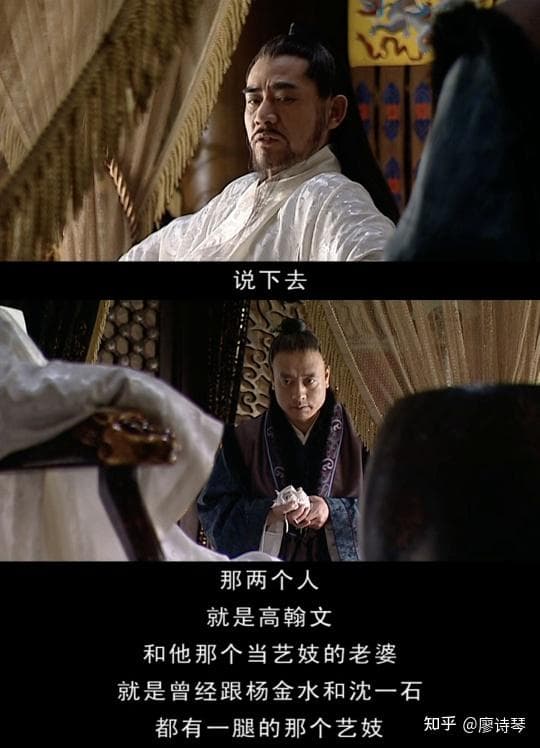 说下去
那两个人
就是高翰文
和他那个当艺妓的老婆
就是曾经跟杨金水和沈一石
都有一腿的那个艺妓
知乎 @廖诗琴